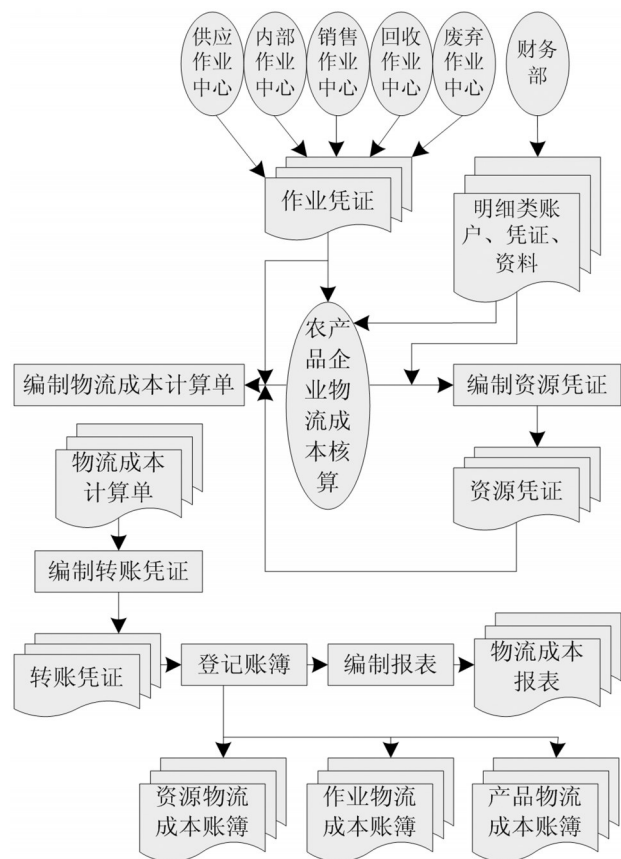 供应
作业
中心
内部
作业
中心
销售
作业
中心
回收
作业
中心
废弃
作业
中心
财务
部
作业凭证
明细类账
户、凭证、
资料
农产
品企
业物
流成
本核
算
编制物流成本计算单
编制资源凭证
物流成本
计算单
资源凭证
编制转账凭证
转账凭证
登记账簿
编制报表
物流成本
报表
资源物流
成本账簿
作业物流
成本账簿
产品物流
成本账簿